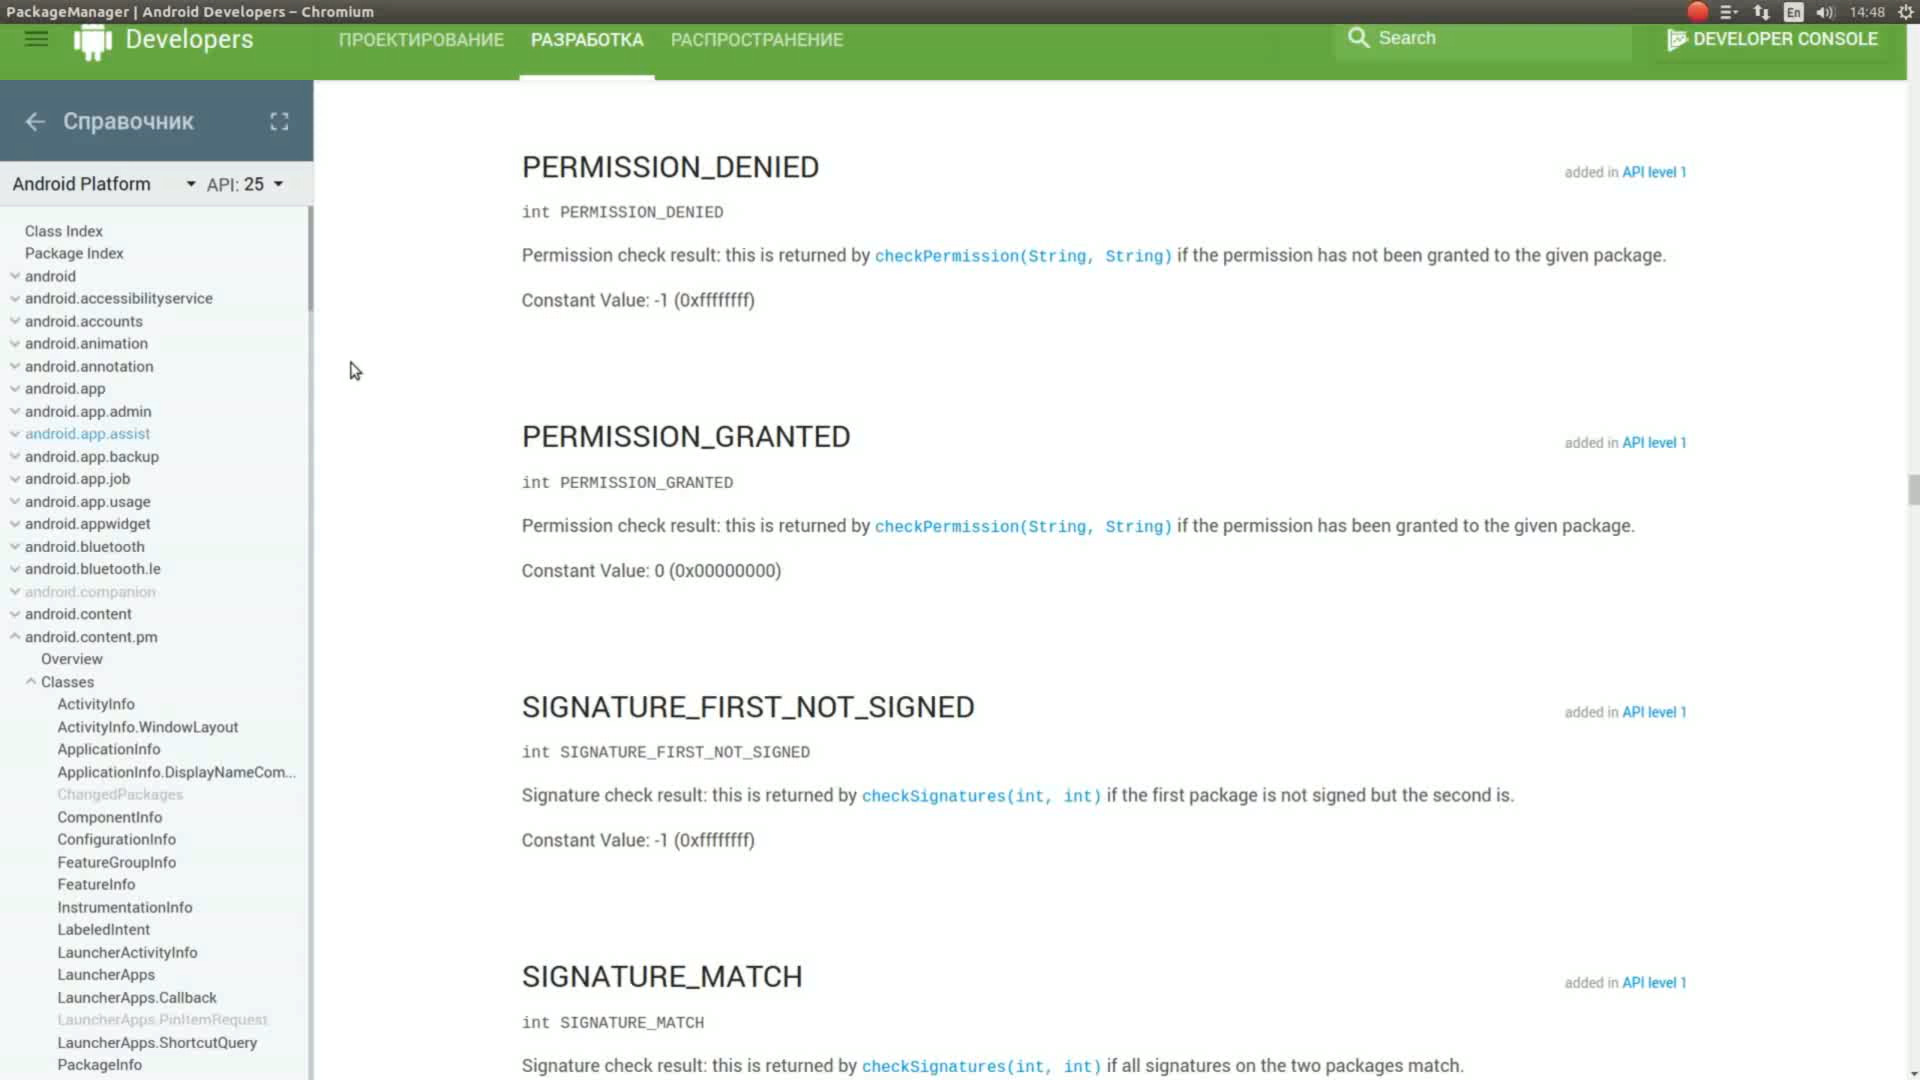 PackageManager | Android Developers – Chromium
En
14:48
Developers
ПРОЕКТИРОВАНИЕ
РАЗРАБОТКА
РАСПРОСТРАНЕНИЕ
Search
DEVELOPER CONSOLE
Справочник
Android Platform
API: 25
Class Index
Package Index
android
android.accessibilityservice
android.accounts
android.animation
android.annotation
android.app
android.app.admin
android.app.assist
android.app.backup
android.app.job
android.app.usage
android.appwidget
android.bluetooth
android.bluetooth.le
android.companion
android.content
android.content.pm
Overview
Classes
ActivityInfo
ActivityInfo.WindowLayout
ApplicationInfo
ApplicationInfo.DisplayNameCom...
ChangedPackages
ComponentInfo
ConfigurationInfo
FeatureGroupInfo
FeatureInfo
InstrumentationInfo
LabeledIntent
LauncherActivityInfo
LauncherApps
LauncherApps.Callback
LauncherApps.PinItemRequest
LauncherApps.ShortcutQuery
PackageInfo
PERMISSION_DENIED
added in API level 1
int PERMISSION_DENIED
Permission check result: this is returned by checkPermission(String, String) if the permission has not been granted to the given package.
Constant Value: -1 (0xffffffff)
PERMISSION_GRANTED
added in API level 1
int PERMISSION_GRANTED
Permission check result: this is returned by checkPermission(String, String) if the permission has been granted to the given package.
Constant Value: 0 (0x00000000)
SIGNATURE_FIRST_NOT_SIGNED
added in API level 1
int SIGNATURE_FIRST_NOT_SIGNED
Signature check result: this is returned by checkSignatures(int, int) if the first package is not signed but the second is.
Constant Value: -1 (0xffffffff)
SIGNATURE_MATCH
added in API level 1
int SIGNATURE_MATCH
Signature check result: this is returned by checkSignatures(int, int) if all signatures on the two packages match.